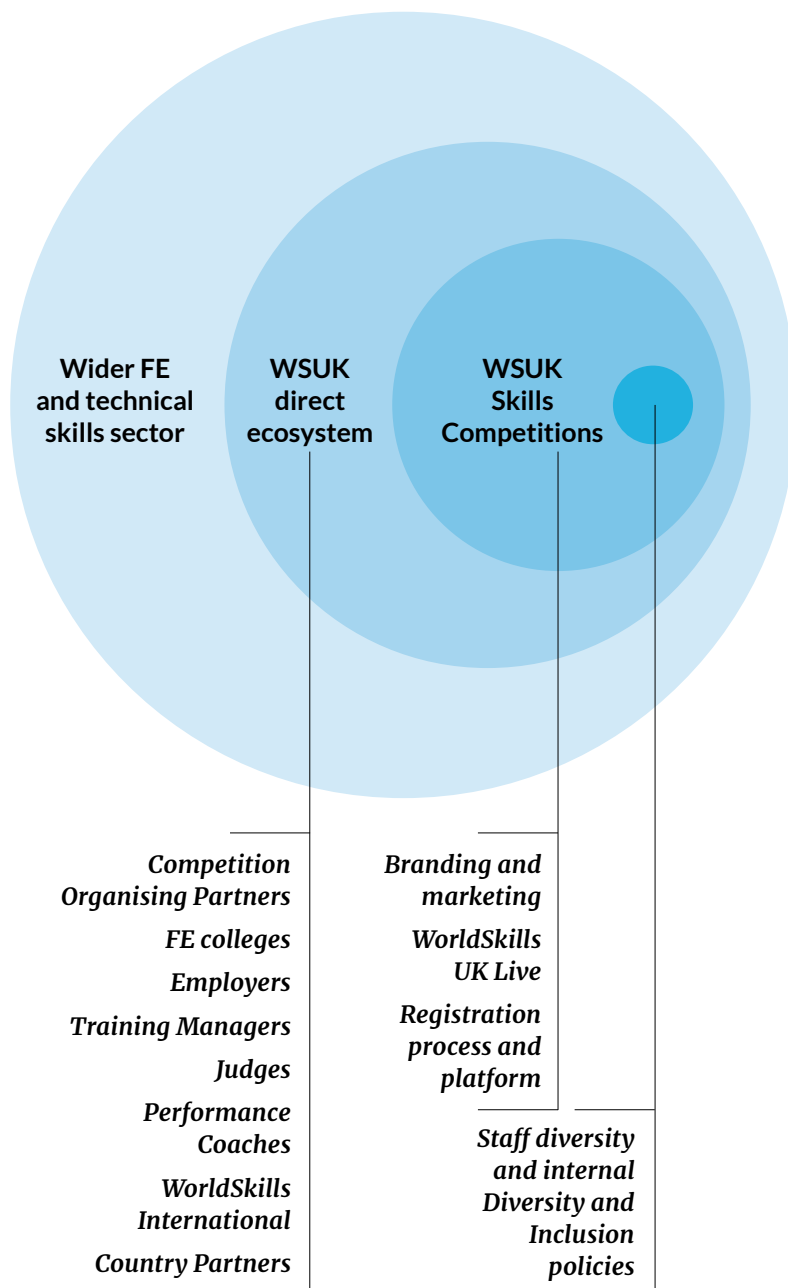 Wider FE
and technical
skills sector
WSUK
direct
ecosystem
WSUK
Skills
Competitions
Competition
Organising Partners
FE colleges
Employers
Training Managers
Judges
Performance
Coaches
WorldSkills
International
Country Partners
Branding and
marketing
WorldSkills
UK Live
Registration
process and
platform
Staff diversity
and internal
Diversity and
Inclusion
policies